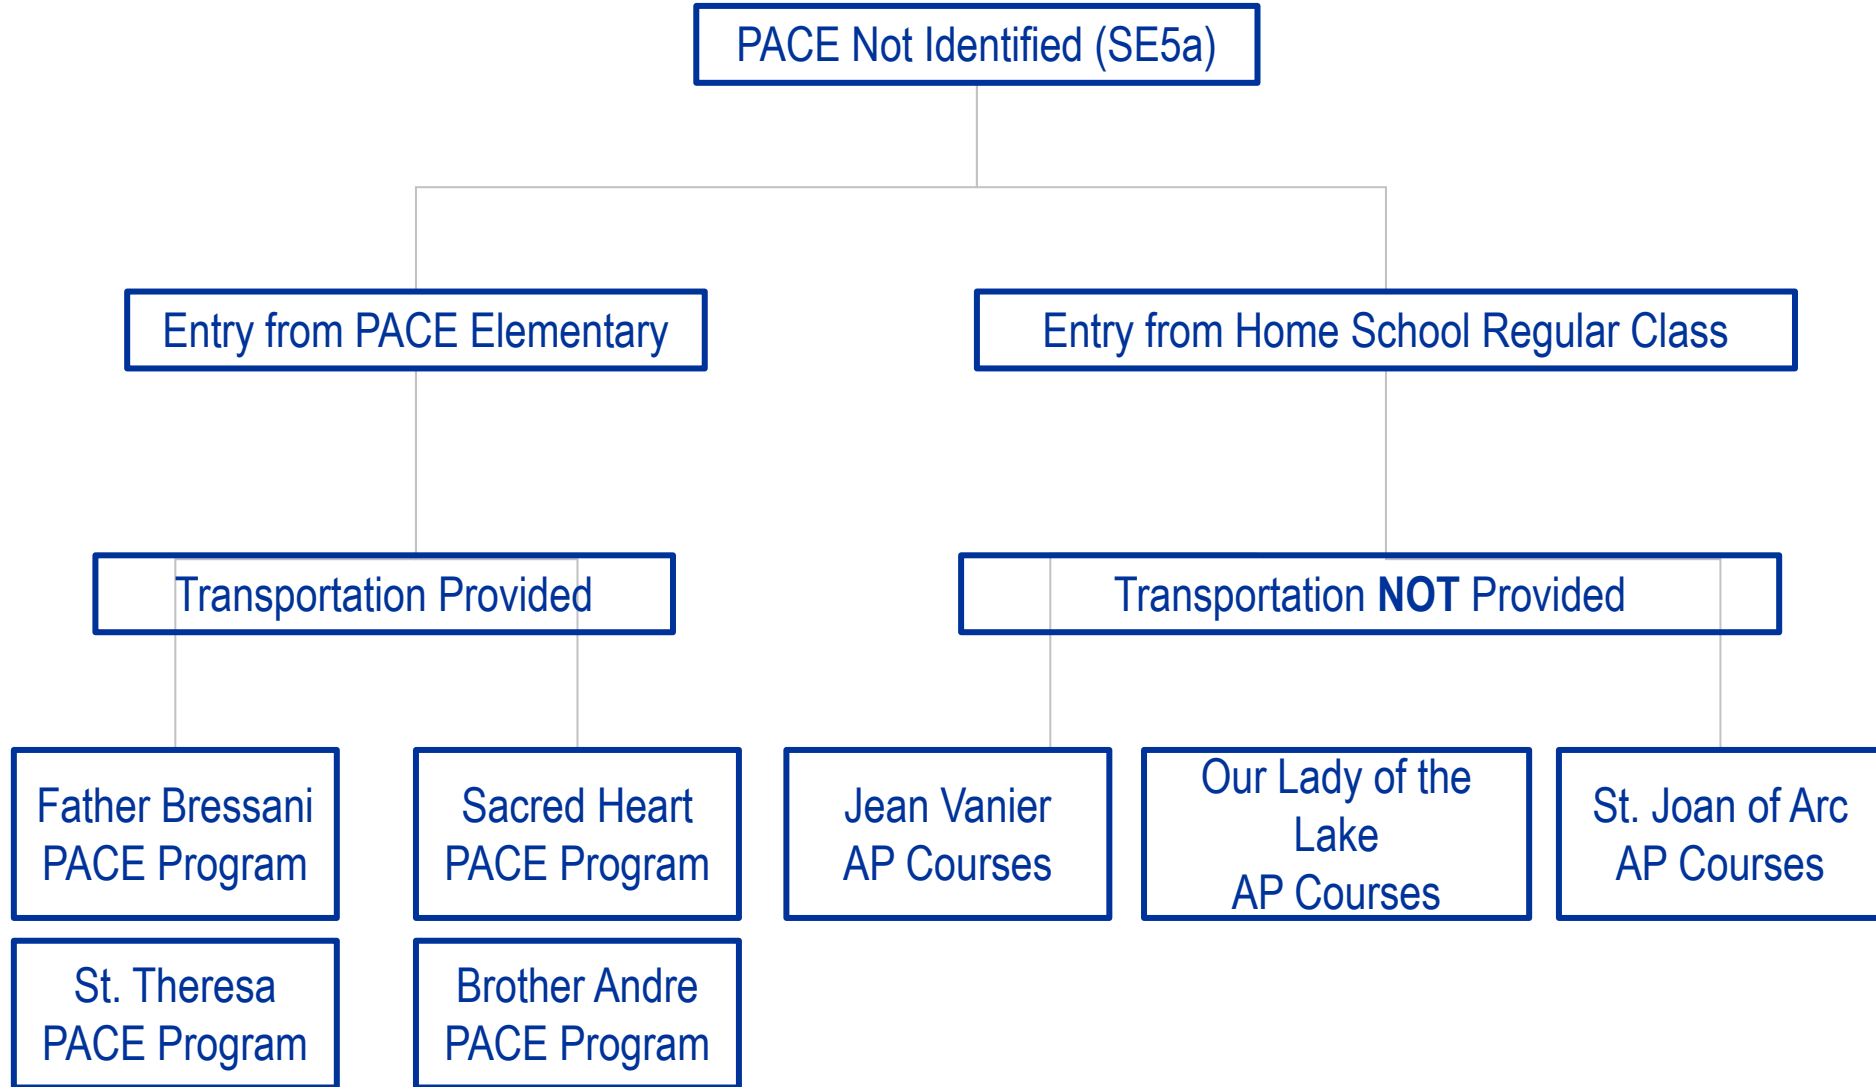 PACE Not Identified (SE5a)
Entry from PACE Elementary
Entry from Home School Regular Class
Transportation Provided
Transportation NOT Provided
Father Bressani
PACE Program
Sacred Heart
PACE Program
Jean Vanier
AP Courses
Our Lady of the
Lake
AP Courses
St. Joan of Arc
AP Courses
St. Theresa
PACE Program
Brother Andre
PACE Program